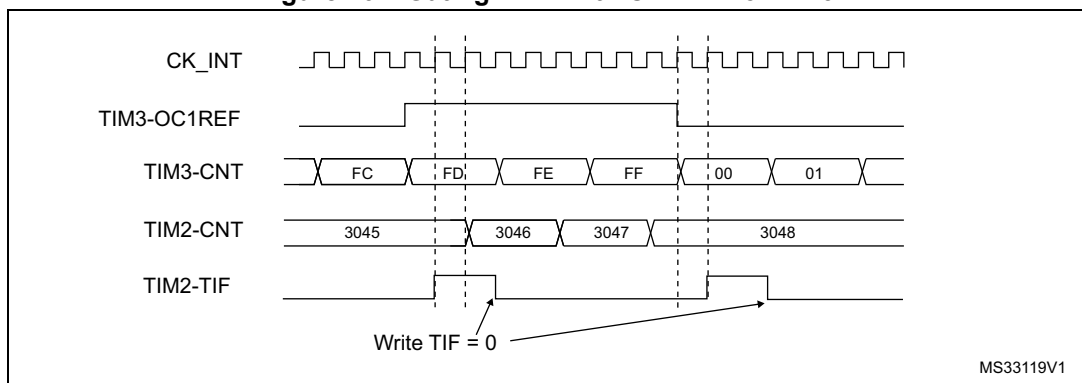 CK_INT
TIM3-OC1REF
TIM3-CNT FC FD FE FF 00 01
TIM2-CNT 3045 3046 3047 3048
TIM2-TIF
Write TIF = 0
MS33119V1